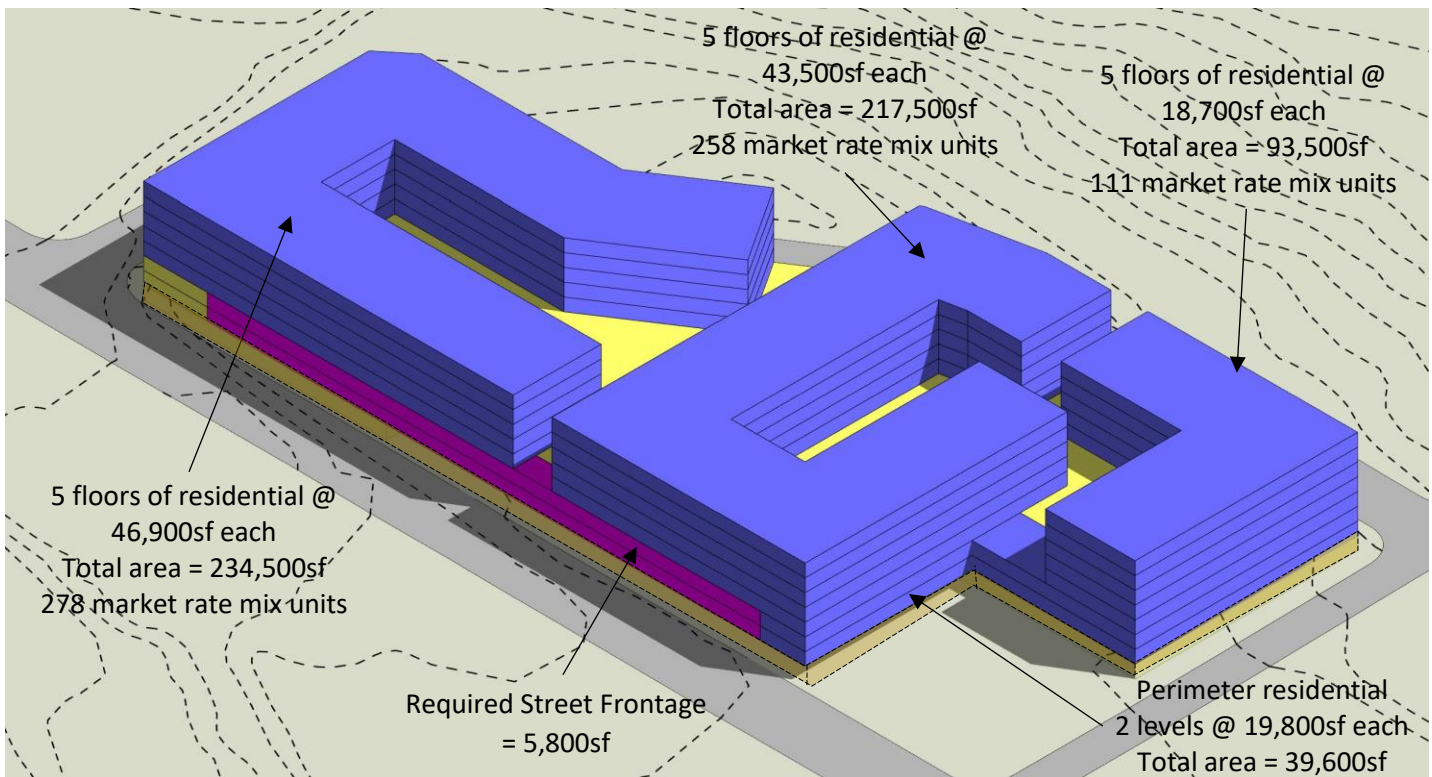 5 floors of residential @
43,500sf each
Total area = 217,500sf
258 market rate mix units
5 floors of residential @
18,700sf each
Total area = 93,500sf
111 market rate mix units
5 floors of residential @
46,900sf each
Total area = 234,500sf
278 market rate mix units
Required Street Frontage
= 5,800sf
Perimeter residential
2 levels @ 19,800sf each
Total area = 39,600sf